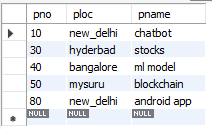 pno ploc pname
10 new_delhi chatbot
30 hyderbad stocks
40 bangalore ml model
50 mysuru blockchain
80 new_delhi android app
NULL NULL NULL